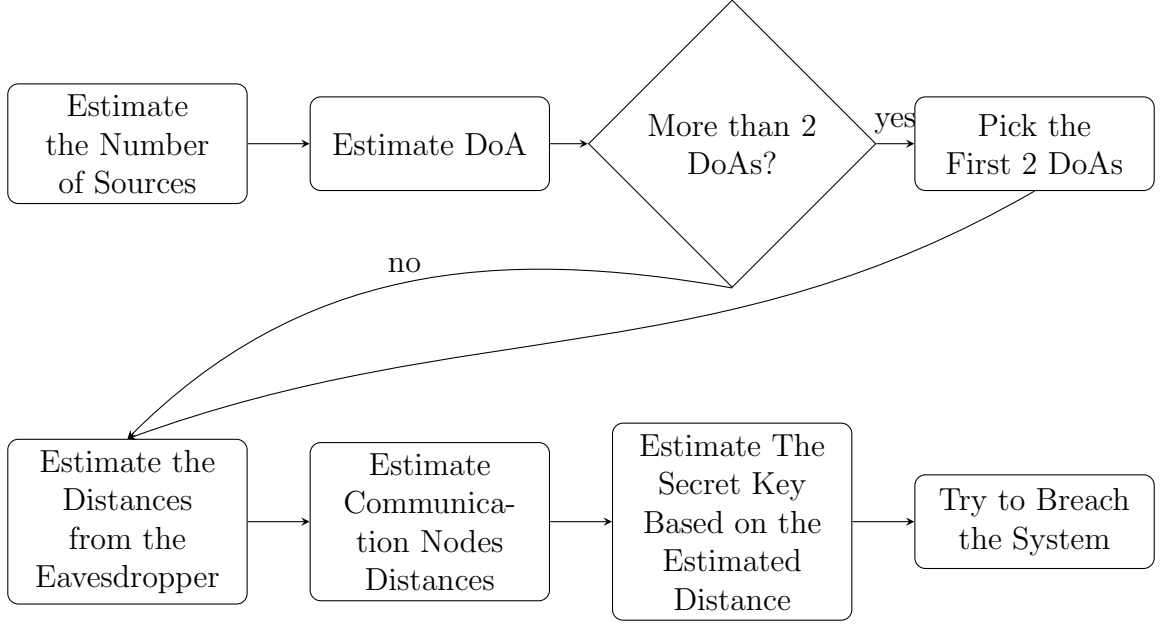 Estimate
the Number
of Sources
Estimate DoA
More than 2
DoAs?
yes
Pick the
First 2 DoAs
no
Estimate the
Distances
from the
Eavesdropper
Estimate
Communica-
tion Nodes
Distances
Estimate The
Secret Key
Based on the
Estimated
Distance
Try to Breach
the System